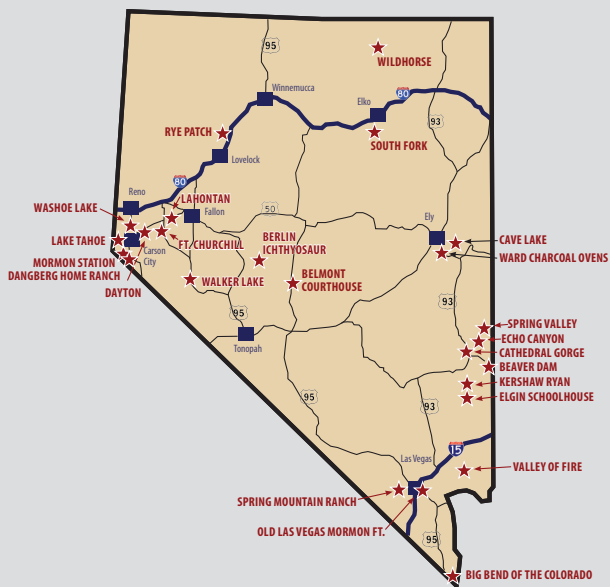 95
WILDHORSE
Winnemucca
80
Elko
93
RYE PATCH
SOUTH FORK
Lovelock
80
Reno
LAHONTAN
WASHOE LAKE
Fallon
50
Ely
LAKE TAHOE
Carson
City
FT. CHURCHILL
BERLIN
ICHTHYOSAUR
CAVE LAKE
WARD CHARCOAL OVENS
MORMON STATION
DANGBERG HOME RANCH
DAYTON
WALKER LAKE
BELMONT
COURTHOUSE
93
95
Tonopah
SPRING VALLEY
ECHO CANYON
CATHEDRAL GORGE
BEAVER DAM
KERSHAW RYAN
ELGIN SCHOOLHOUSE
95
93
15
Las Vegas
VALLEY OF FIRE
SPRING MOUNTAIN RANCH
OLD LAS VEGAS MORMON FT.
95
BIG BEND OF THE COLORADO